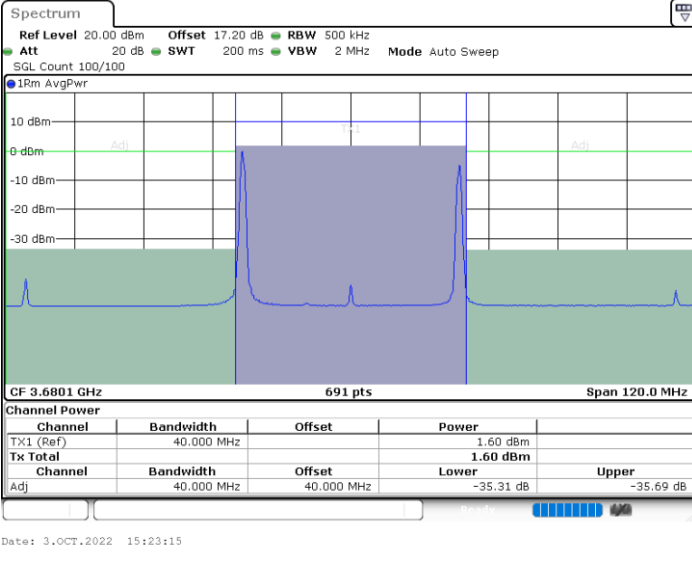 Spectrum
Ref Level 20.00 dBm Offset 17.20 dB RBW 500 kHz
Att 20 dB SWT 200 ms VBW 2 MHz Mode Auto Sweep
SGL Count 100/100
1Rm AvgPwr
10 dBm
TX1
Adj
Adj
0 dBm
-10 dBm
-20 dBm
-30 dBm
CF 3.6801 GHz 691 pts Span 120.0 MHz
Channel Power
Channel Bandwidth Offset Power
TX1 (Ref) 40.000 MHz 1.60 dBm
Tx Total 1.60 dBm
Channel Bandwidth Offset Lower Upper
Adj 40.000 MHz 40.000 MHz -35.31 dB -35.69 dB
Ready
Date: 3.OCT.2022 15:23:15